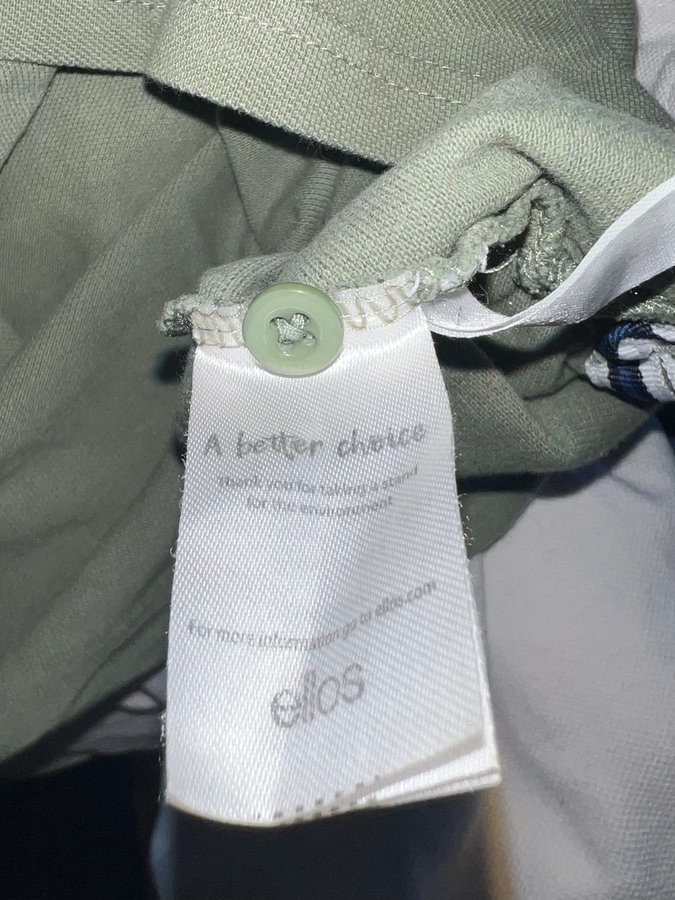 A better choice
Thank you for taking a stand
for the environment
For more information go to ellos.com
ellos